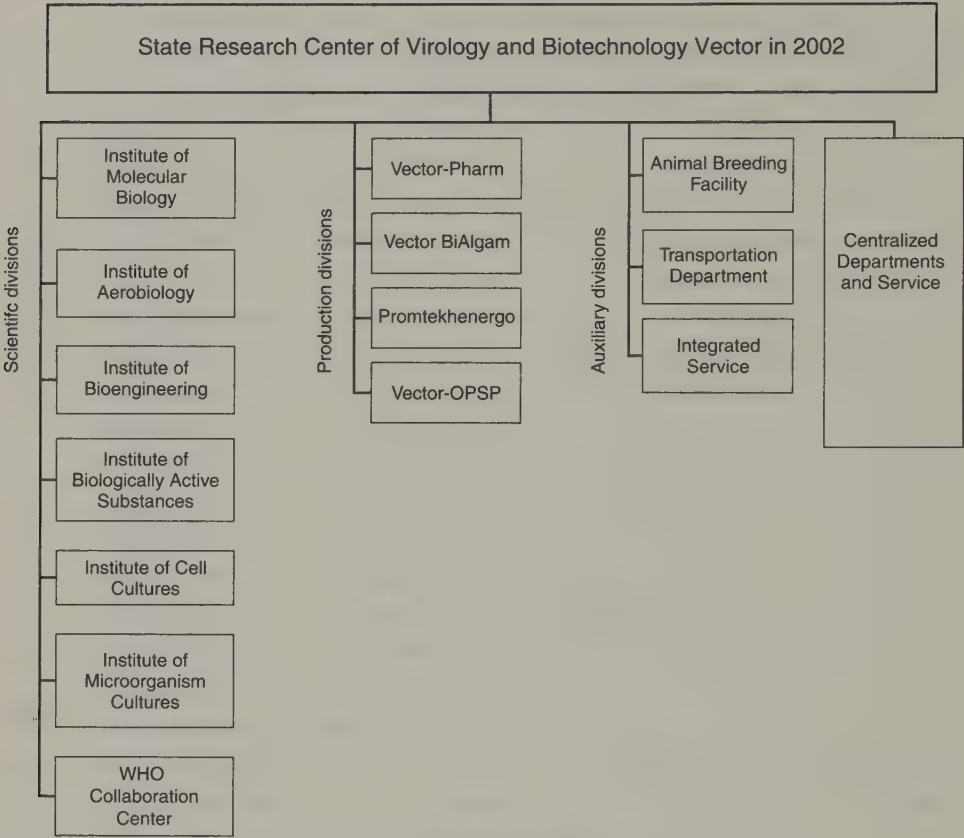 State Research Center of Virology and Biotechnology Vector in 2002
Scientifc divisions
Institute of
Molecular
Biology
Institute of
Aerobiology
Institute of
Bioengineering
Institute of
Biologically Active
Substances
Institute of Cell
Cultures
Institute of
Microorganism
Cultures
WHO
Collaboration
Center
Production divisions
Vector-Pharm
Vector BiAlgam
Promtekhenergo
Vector-OPSP
Auxiliary divisions
Animal Breeding
Facility
Transportation
Department
Integrated
Service
Centralized
Departments
and Service